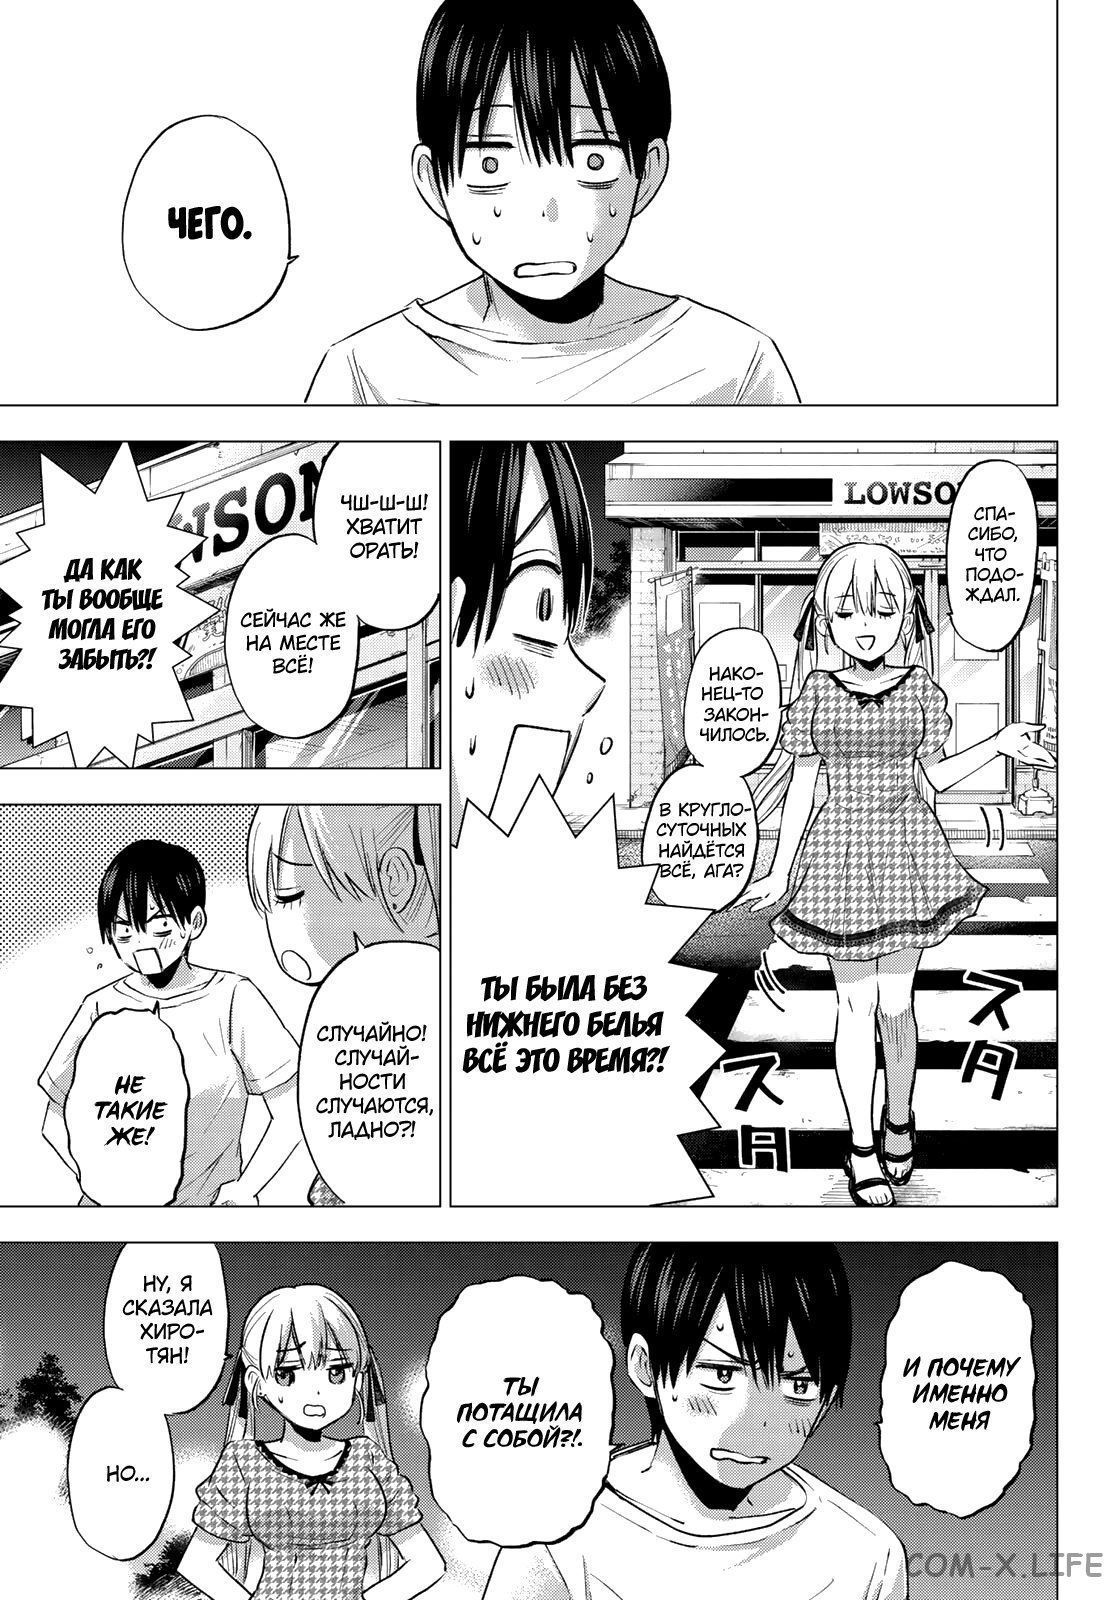 ЧЕГО.
LOWSON
СПА-
СИБО,
ЧТО
ПОДО-
ЖДАЛ.
НАКО-
НЕЦ-ТО
ЗАКОН-
ЧИЛОСЬ.
В КРУГЛО-
СУТОЧНЫХ
НАЙДЁТСЯ
ВСЁ, АГА?
ТЫ БЫЛА БЕЗ
НИЖНЕГО БЕЛЬЯ
ВСЁ ЭТО ВРЕМЯ?!
スタ
スタ
WSON
ЧШ-Ш-Ш!
ХВАТИТ
ОРАТЬ!
СЕЙЧАС ЖЕ
НА МЕСТЕ
ВСЁ!
ДА КАК
ТЫ ВООБЩЕ
МОГЛА ЕГО
ЗАБЫТЬ?!
СЛУЧАЙНО!
СЛУЧАЙ-
НОСТИ
СЛУЧАЮТСЯ,
ЛАДНО?!
НЕ
ТАКИЕ
ЖЕ!
И ПОЧЕМУ
ИМЕННО
МЕНЯ
ТЫ
ПОТАЩИЛА
С СОБОЙ?!.
НУ, Я
СКАЗАЛА
ХИРО-
ТЯН!
НО...
COM-X.LIFE